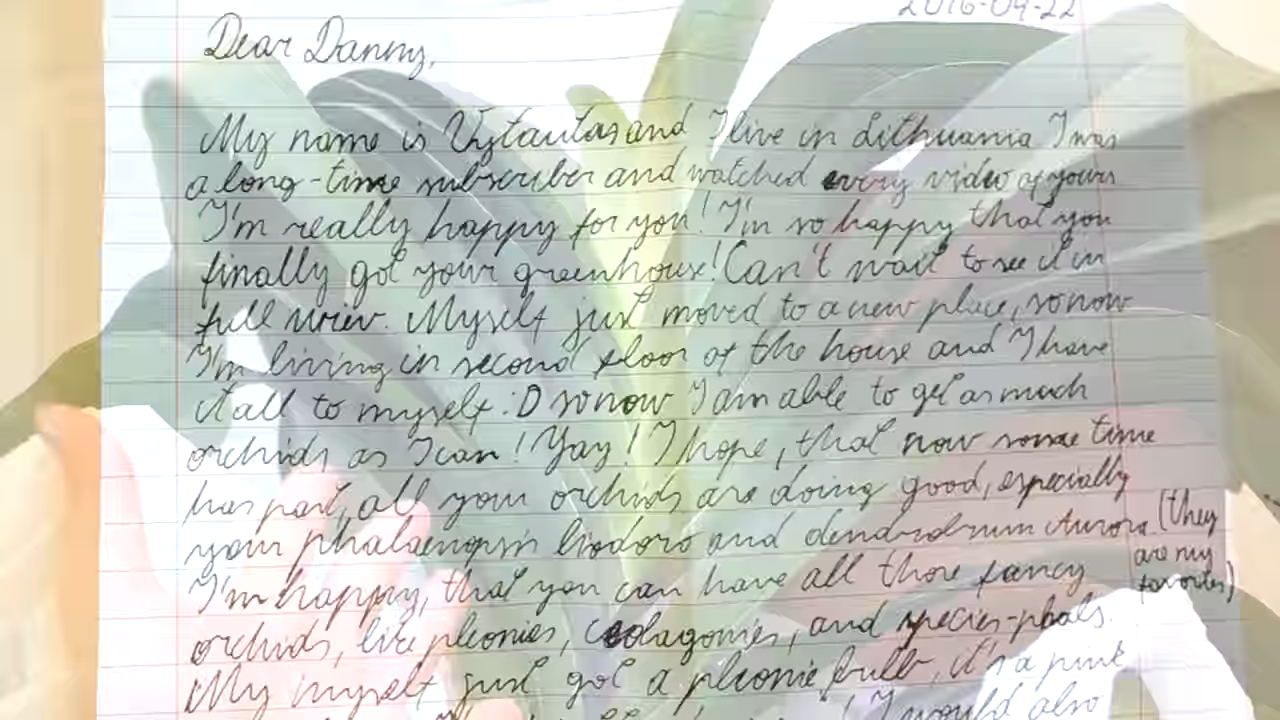 2016-04-22
Dear Danny,
My name is Vytautas and I live in Lithuania I was
a long-time subscriber and watched every video of yours
I'm really happy for you! I'm so happy that you
finally got your greenhouse! Can't wait to see it in
full wiev. Myself just moved to a new place, so now
I'm living in second floor of the house and I have
it all to myself :D so now I am able to get as much
orchids as I can! Yay! I hope, that now some time
has past, all your orchids are doing good, especially
your phalaenopsis liodoro and dendrobrum Aurora (they
are my
favorites)
I'm happy, that you can have all those fancy
orchids, like pleonies, and species-phals.
My myself just got a pleonie bulb, it's a pink
! I would also